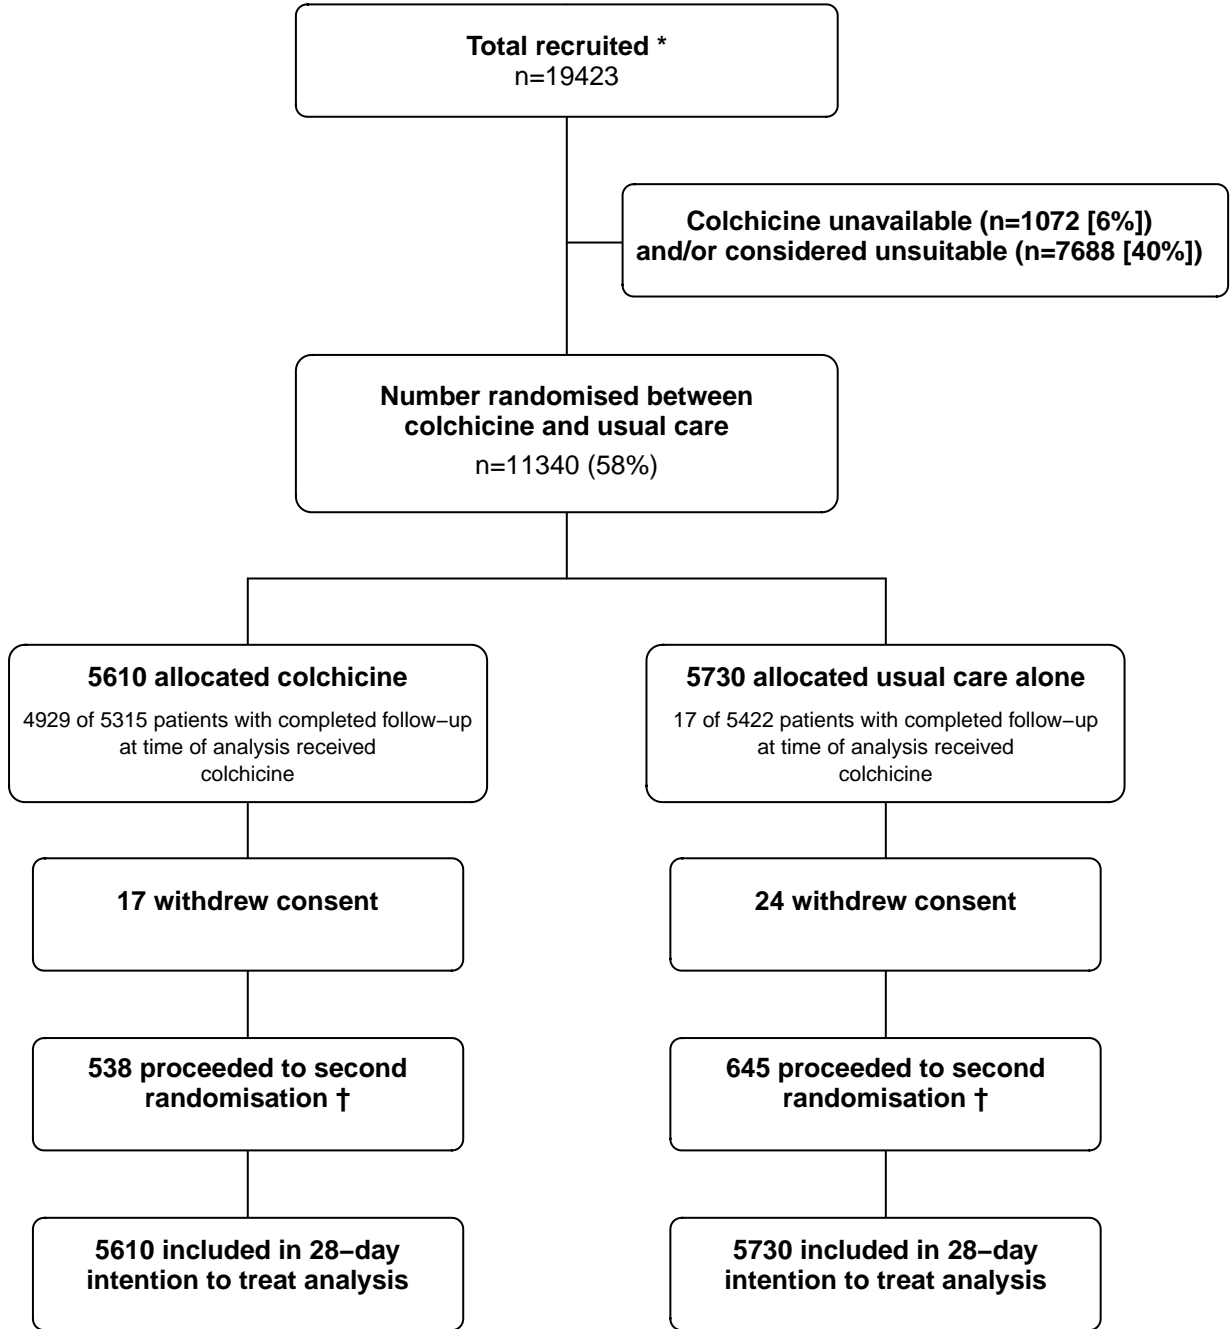 Total recruited *
n=19423
Colchicine unavailable (n=1072 [6%])
and/or considered unsuitable (n=7688 [40%])
Number randomised between
colchicine and usual care
n=11340 (58%)
5610 allocated colchicine
4929 of 5315 patients with completed follow−up
at time of analysis received
colchicine
5730 allocated usual care alone
17 of 5422 patients with completed follow−up
at time of analysis received
colchicine
17 withdrew consent
24 withdrew consent
538 proceeded to second
randomisation †
645 proceeded to second
randomisation †
5610 included in 28−day
intention to treat analysis
5730 included in 28−day
intention to treat analysis